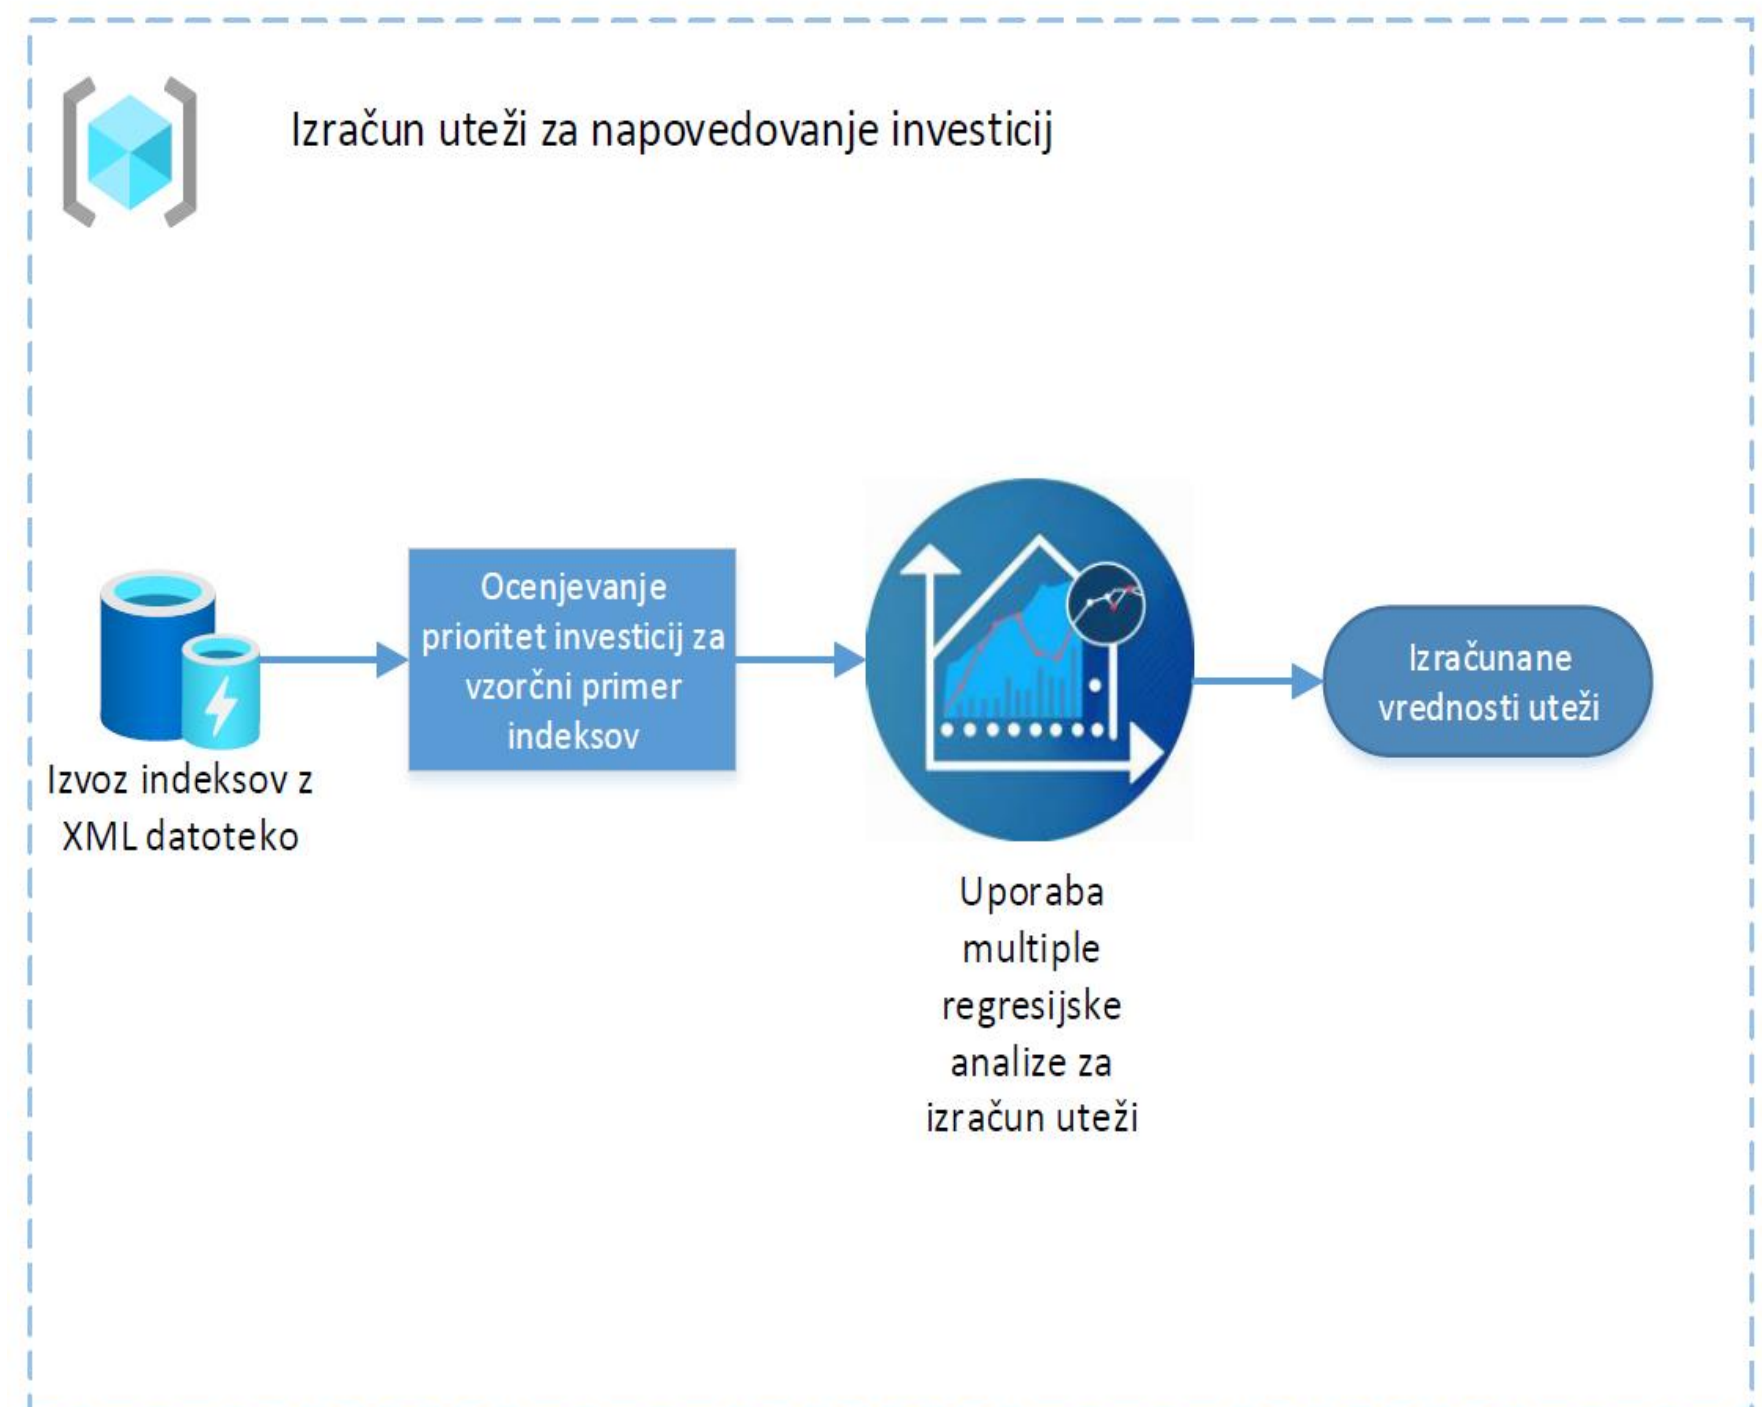 Izračun uteži za napovedovanje investicij
Izvoz indeksov z
XML datoteko
Ocenjevanje
prioritet investicij za
vzorčni primer
indeksov
Uporaba
multiple
regresijske
analize za
izračun uteži
Izračunane
vrednosti uteži